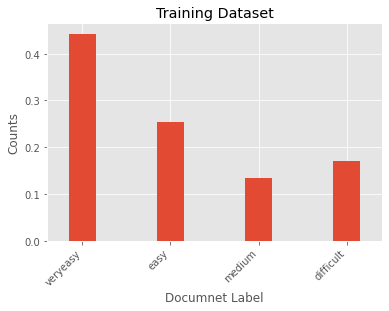 Training Dataset
Counts
0.4
0.3
0.2
0.1
0.0
veryeasy
easy
medium
difficult
Documnet Label